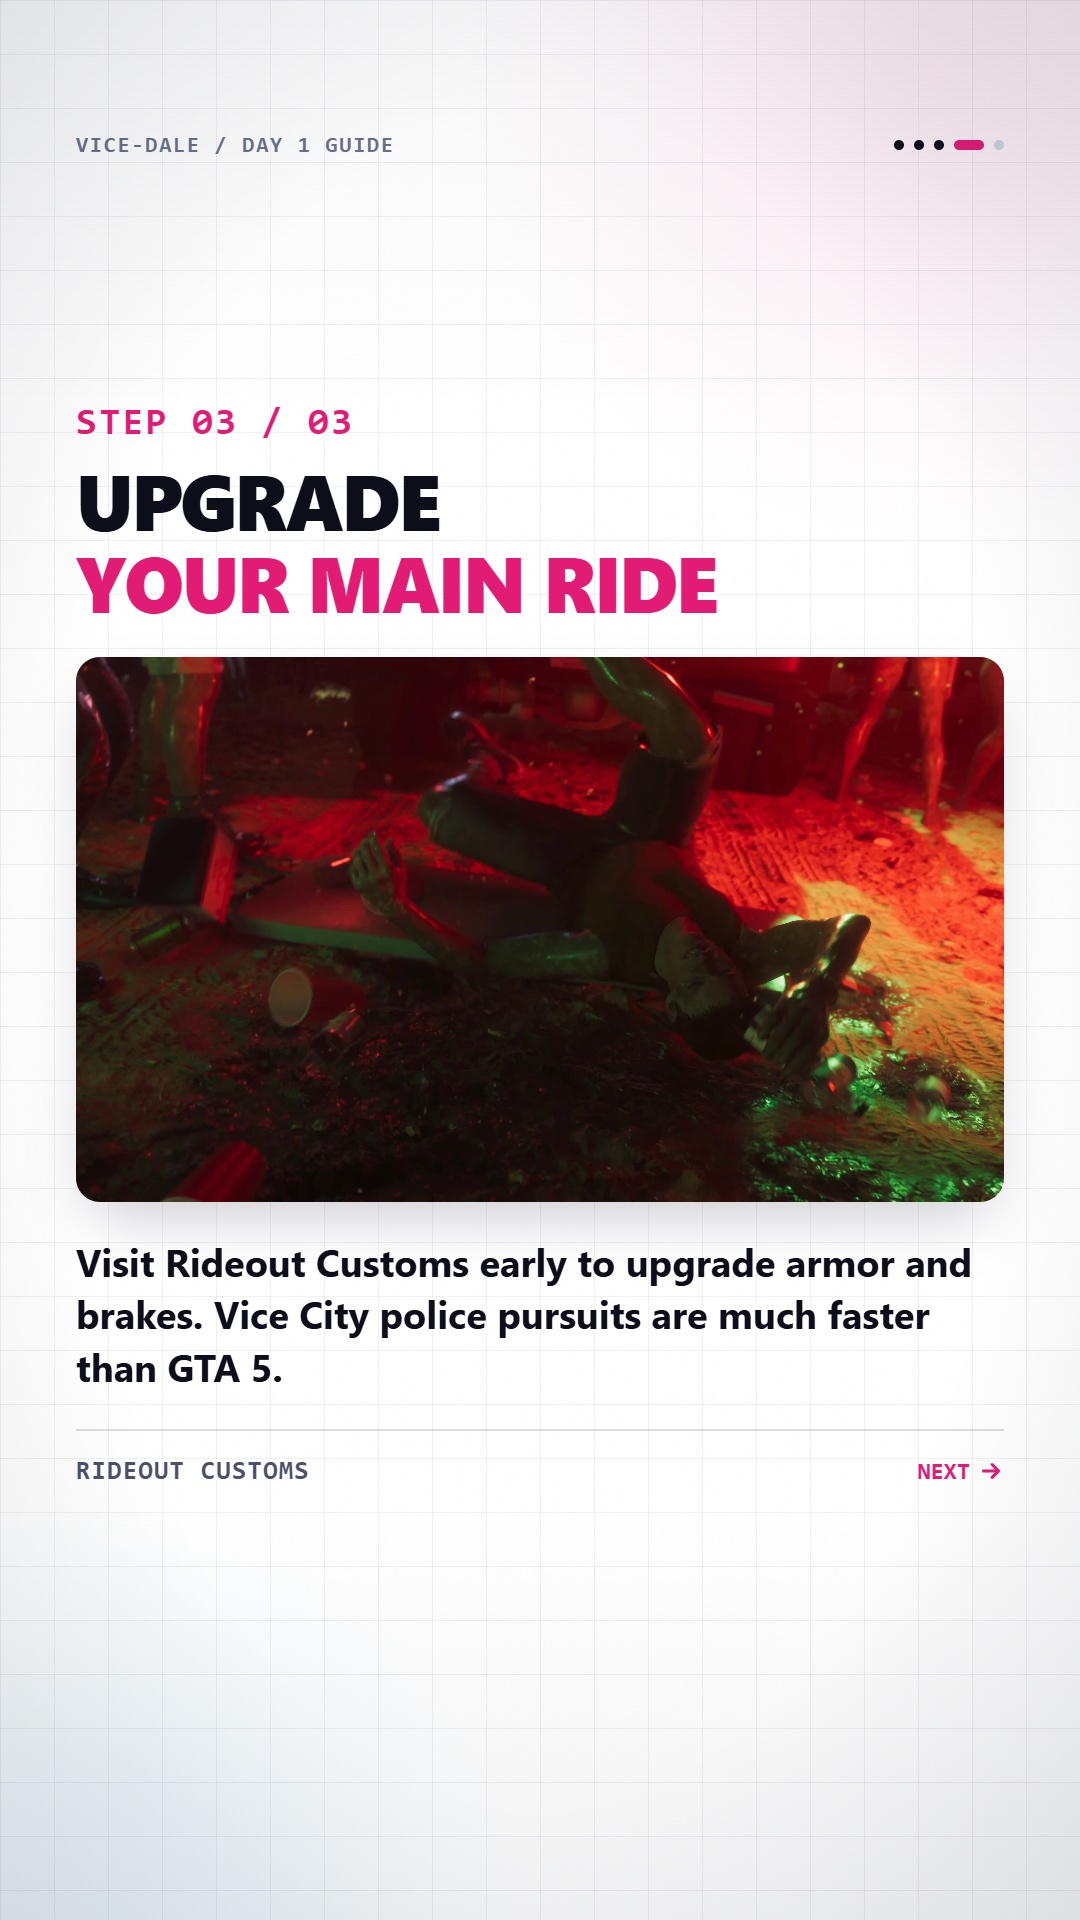 VICE-DALE / DAY 1 GUIDE
STEP 03 / 03
UPGRADE
YOUR MAIN RIDE
Visit Rideout Customs early to upgrade armor and
brakes. Vice City police pursuits are much faster
than GTA 5.
RIDEOUT CUSTOMS
NEXT →